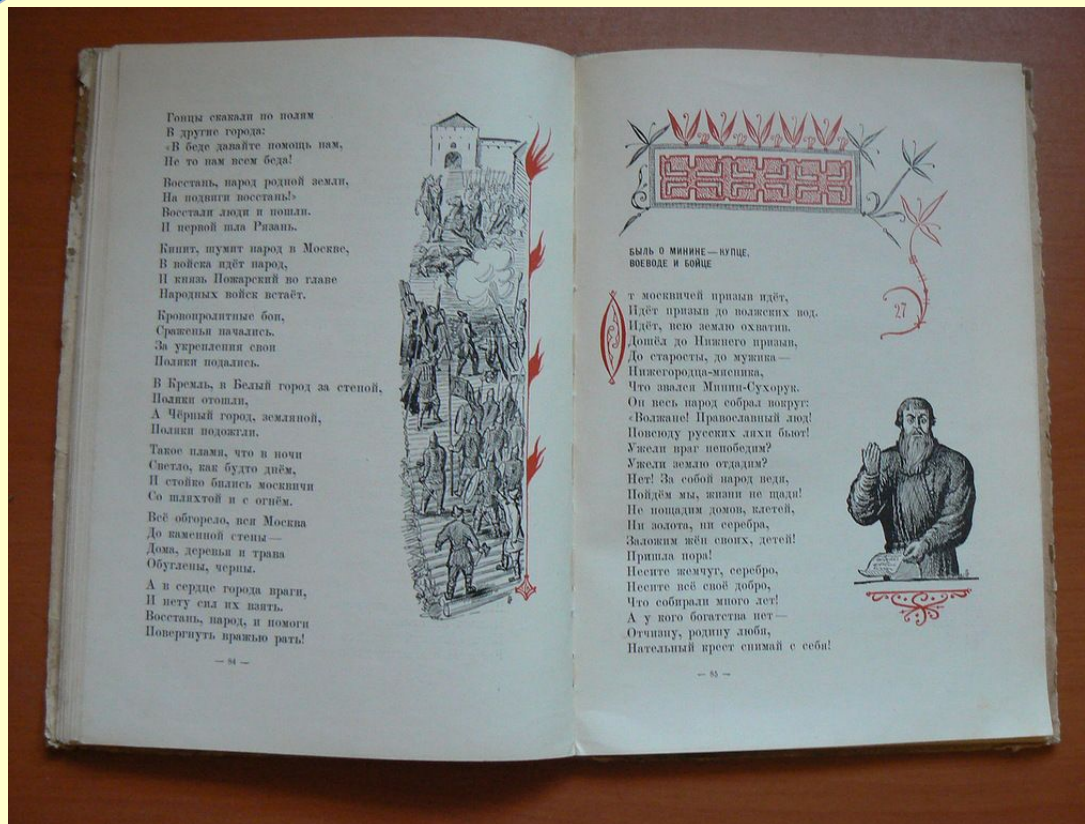 Гонцы скакали по полям
В другие города:
«В беде давайте помощь нам,
Не то нам всем беда!
Восстань, народ родной земли,
На подвиги восстань!»
Восстали люди и пошли.
И первой шла Рязань.
Кипит, шумит народ в Москве,
В войска идёт народ,
И князь Пожарский во главе
Народных войск встаёт.
Кровопролитные бои,
Сраженья начались.
За укрепления свои
Поляки подались.
В Кремль, в Белый город за стеной,
Поляки отошли,
А Чёрный город, земляной,
Поляки подожгли.
Такое пламя, что в ночи
Светло, как будто днём,
И стойко бились москвичи
Со шляхтой и с огнём.
Всё обгорело, вся Москва
До каменной стены —
Дома, деревья и трава
Обуглены, черны.
А в сердце города враги,
И нету сил их взять.
Восстань, народ, и помоги
Повергнуть вражью рать!
— 84 —
БЫЛЬ О МИНИНЕ — КУПЦЕ,
ВОЕВОДЕ И БОЙЦЕ
27
От москвичей призыв идёт,
Идёт призыв до волжских вод.
Идёт, всю землю охватив.
Дошёл до Нижнего призыв,
До старосты, до мужика —
Нижегородца-мясника,
Что звался Минин-Сухорук.
Он весь народ собрал вокруг:
«Волжане! Православный люд!
Повсюду русских ляхи бьют!
Ужели враг непобедим?
Ужели землю отдадим?
Нет! За собой народ ведя,
Пойдём мы, жизни не щадя!
Не пощадим домов, клетей,
Ни золота, ни серебра,
Заложим жён своих, детей!
Пришла пора!
Несите жемчуг, серебро,
Несите всё своё добро,
Что собирали много лет!
А у кого богатства нет —
Отчизну, родину любя,
Нательный крест снимай с себя!
— 85 —